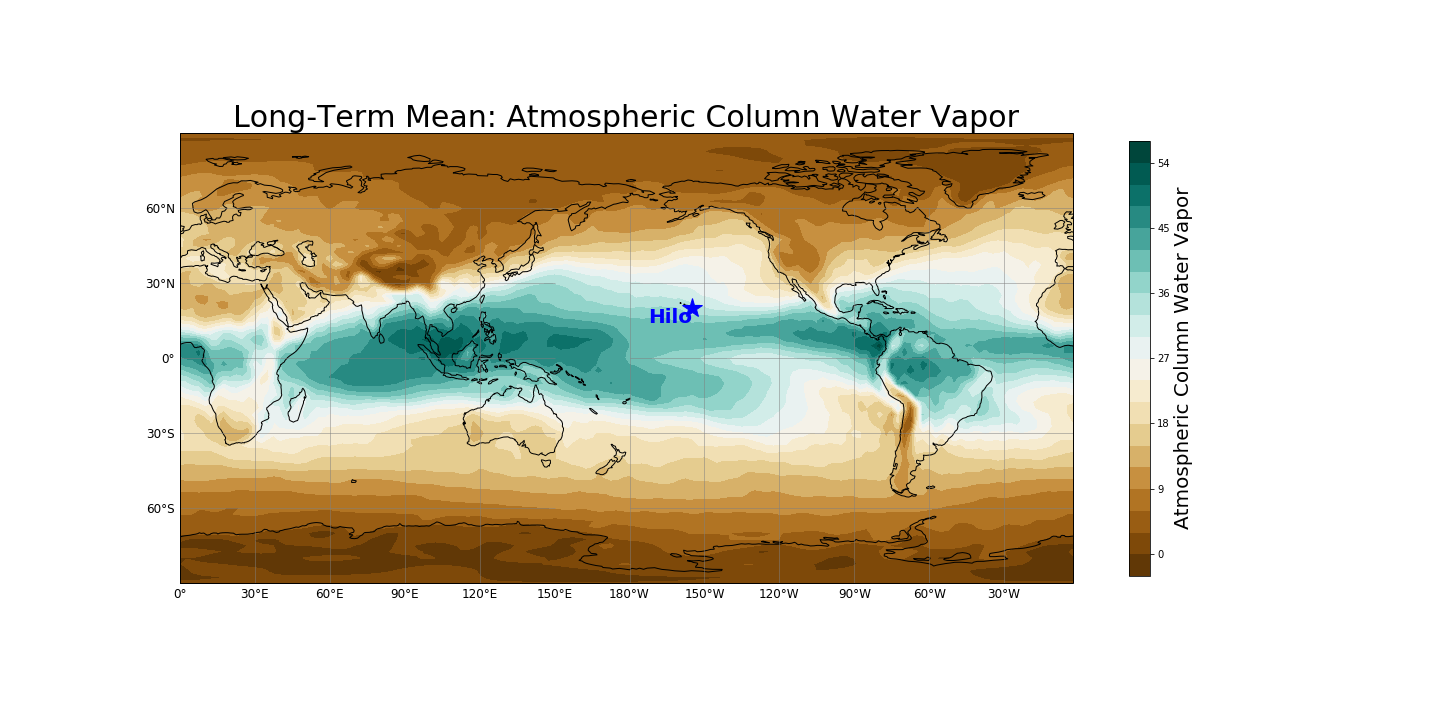 Long-Term Mean: Atmospheric Column Water Vapor
60°N
30°N
0°
30°S
60°S
Hilo
0°
30°E
60°E
90°E
120°E
150°E
180°W
150°W
120°W
90°W
60°W
30°W
54
45
36
27
18
9
0
Atmospheric Column Water Vapor